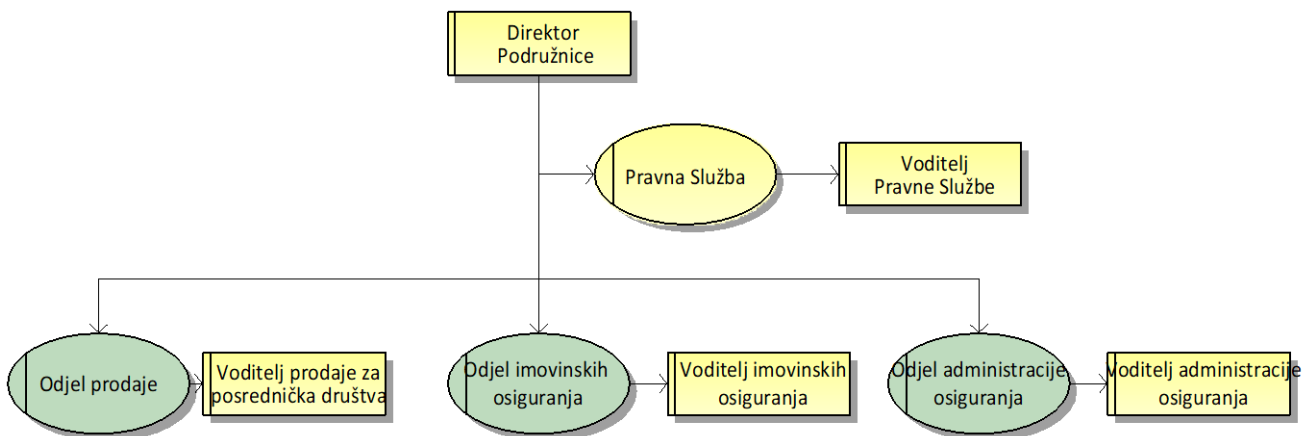 Direktor
Podružnice
Pravna Služba
Voditelj
Pravne Službe
Odjel prodaje
Voditelj prodaje za
posrednička društva
Odjel imovinskih
osiguranja
Voditelj imovinskih
osiguranja
Odjel administracije
osiguranja
Voditelj administracije
osiguranja